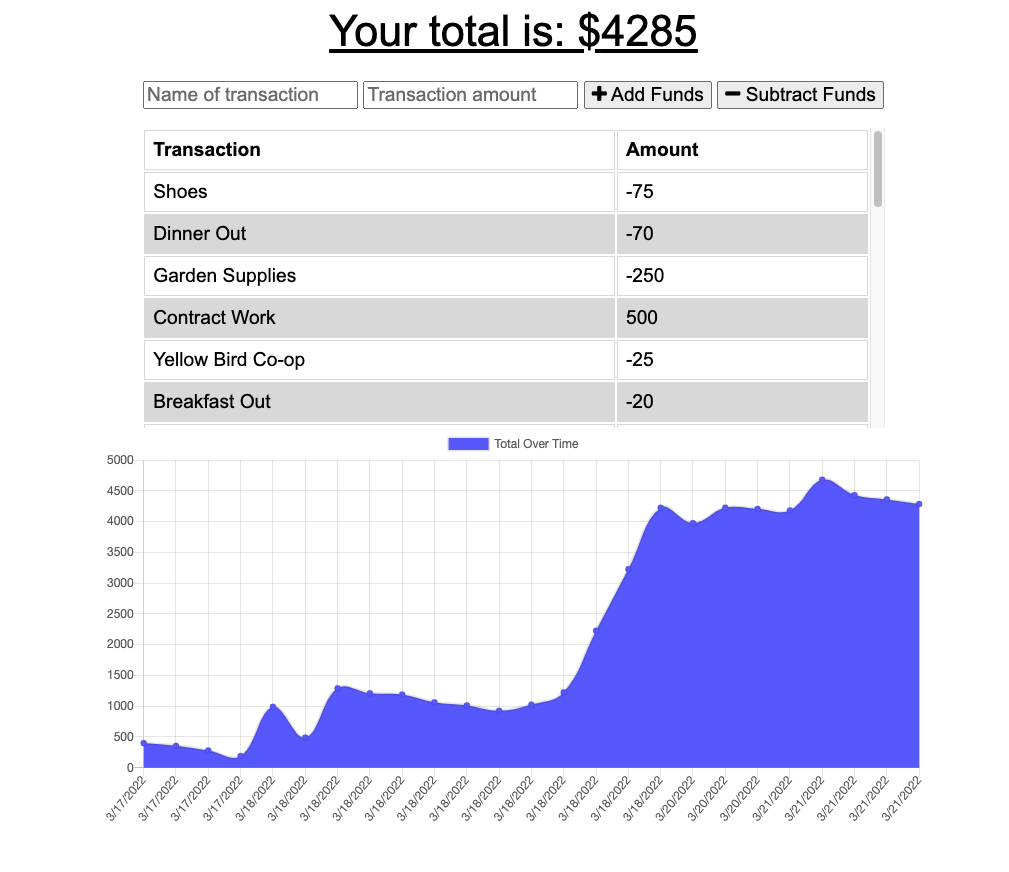 Your total is: $4285
Name of transaction Transaction amount Add Funds Subtract Funds
Transaction Amount
Shoes -75
Dinner Out -70
Garden Supplies -250
Contract Work 500
Yellow Bird Co-op -25
Breakfast Out -20
Total Over Time
5000
4500
4000
3500
3000
2500
2000
1500
1000
500
0
3/17/2022 3/17/2022 3/17/2022 3/17/2022 3/18/2022 3/18/2022 3/18/2022 3/18/2022 3/18/2022 3/18/2022 3/18/2022 3/18/2022 3/18/2022 3/18/2022 3/18/2022 3/18/2022 3/18/2022 3/20/2022 3/20/2022 3/20/2022 3/21/2022 3/21/2022 3/21/2022 3/21/2022 3/21/2022